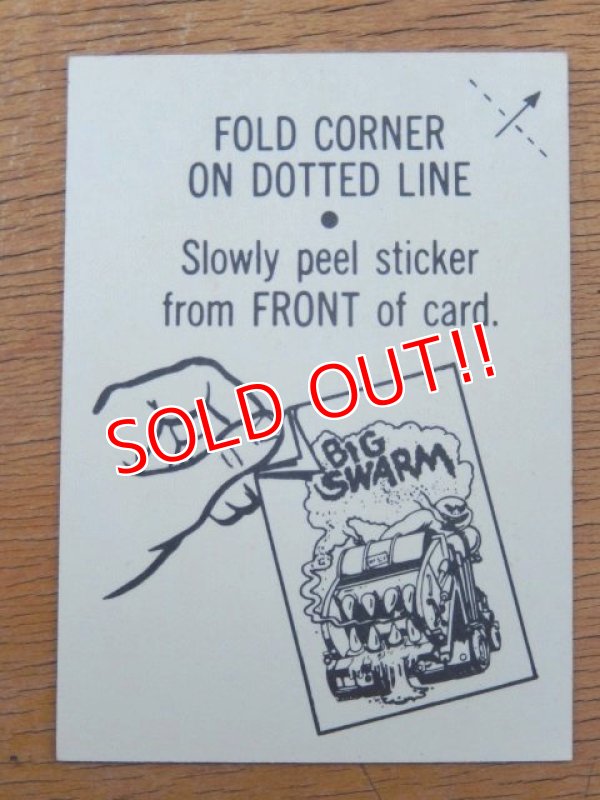 FOLD CORNER
ON DOTTED LINE
●
Slowly peel sticker
from FRONT of card.
SOLD OUT!!
BIG
SWARM